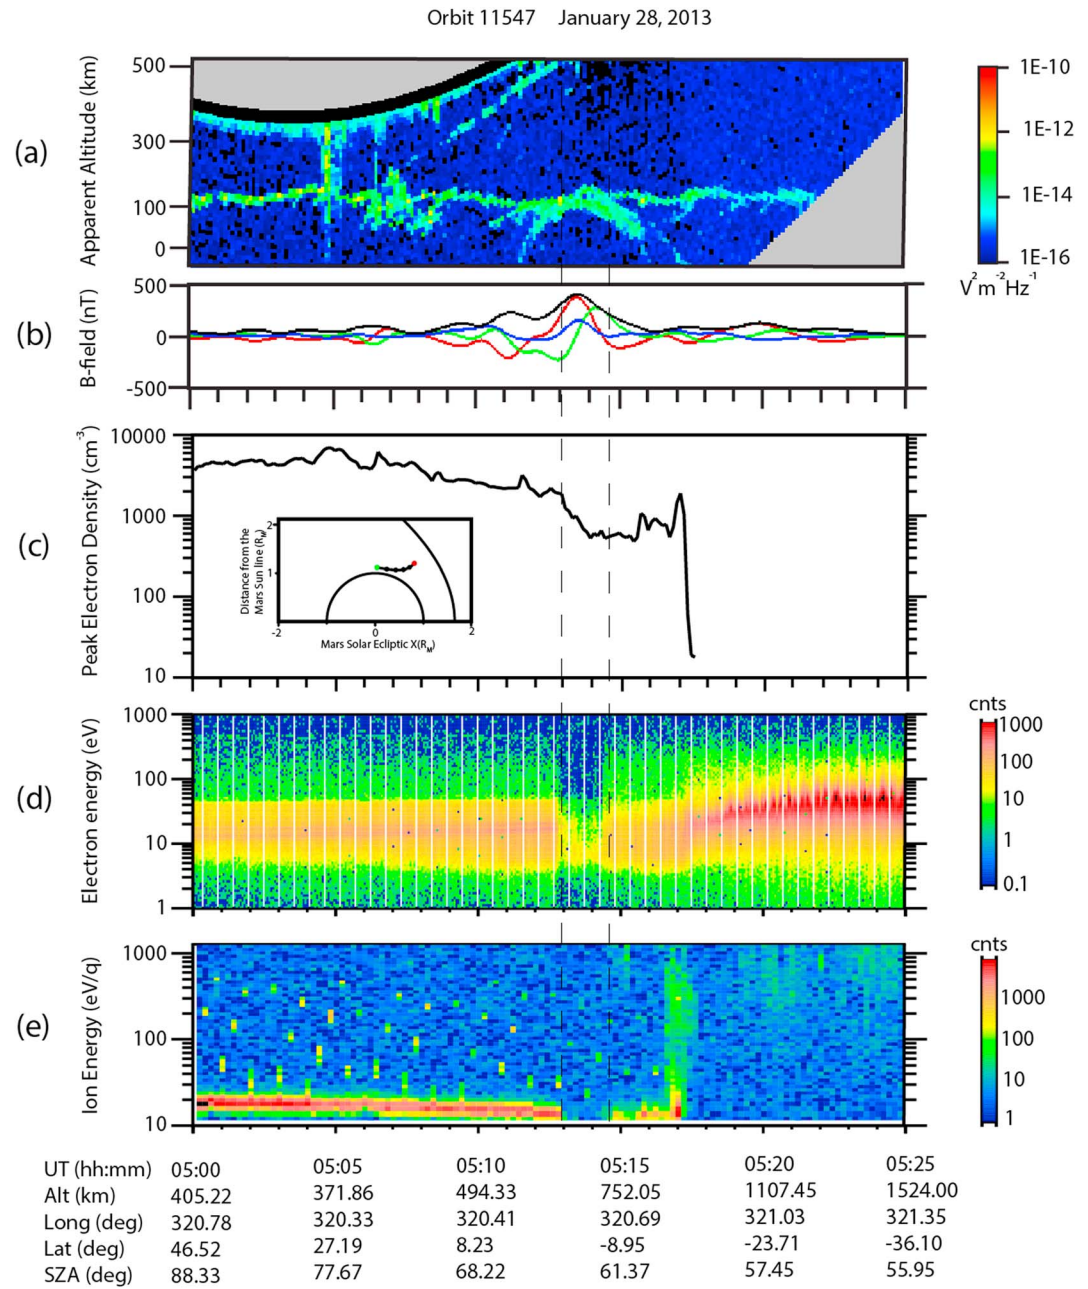 Orbit 11547 January 28, 2013
(a)
Apparent Altitude (km)
500
300
100
0
1E-10
1E-12
1E-14
1E-16
V²m⁻²Hz⁻¹
(b)
B-field (nT)
500
0
-500
(c)
Peak Electron Density (cm⁻³)
10000
1000
100
10
Distance from the
Mars Sun line (R_M)
2
1
-2
0
2
Mars Solar Ecliptic X(R_M)
(d)
Electron energy (eV)
1000
100
10
1
cnts
1000
100
10
1
0.1
(e)
Ion Energy (eV/q)
1000
100
10
cnts
1000
100
10
1
UT (hh:mm) 05:00 05:05 05:10 05:15 05:20 05:25
Alt (km) 405.22 371.86 494.33 752.05 1107.45 1524.00
Long (deg) 320.78 320.33 320.41 320.69 321.03 321.35
Lat (deg) 46.52 27.19 8.23 -8.95 -23.71 -36.10
SZA (deg) 88.33 77.67 68.22 61.37 57.45 55.95